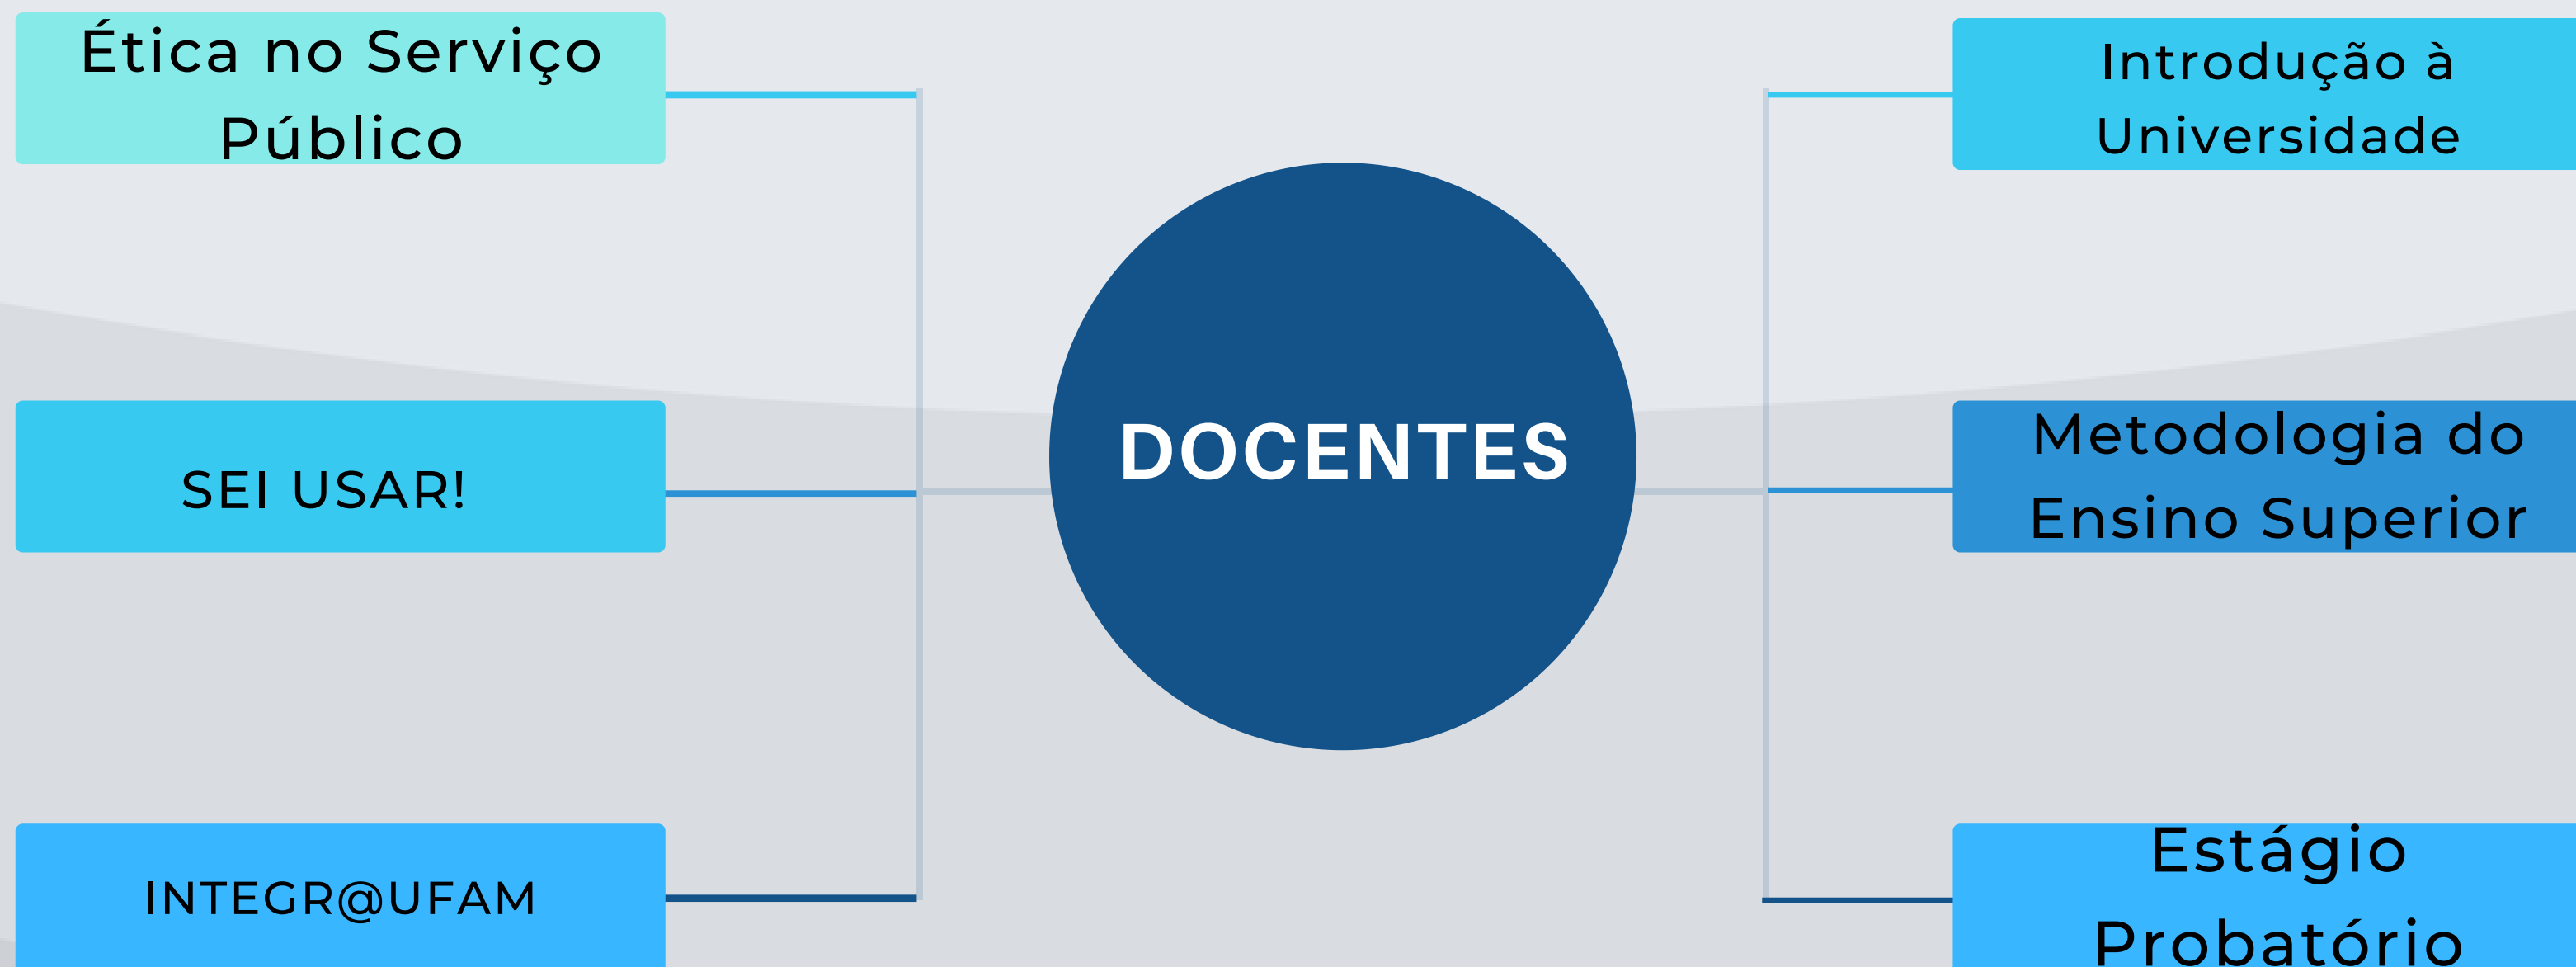 Ética no Serviço
Público
SEI USAR!
INTEGR@UFAM
DOCENTES
Introdução à
Universidade
Metodologia do
Ensino Superior
Estágio
Probatório